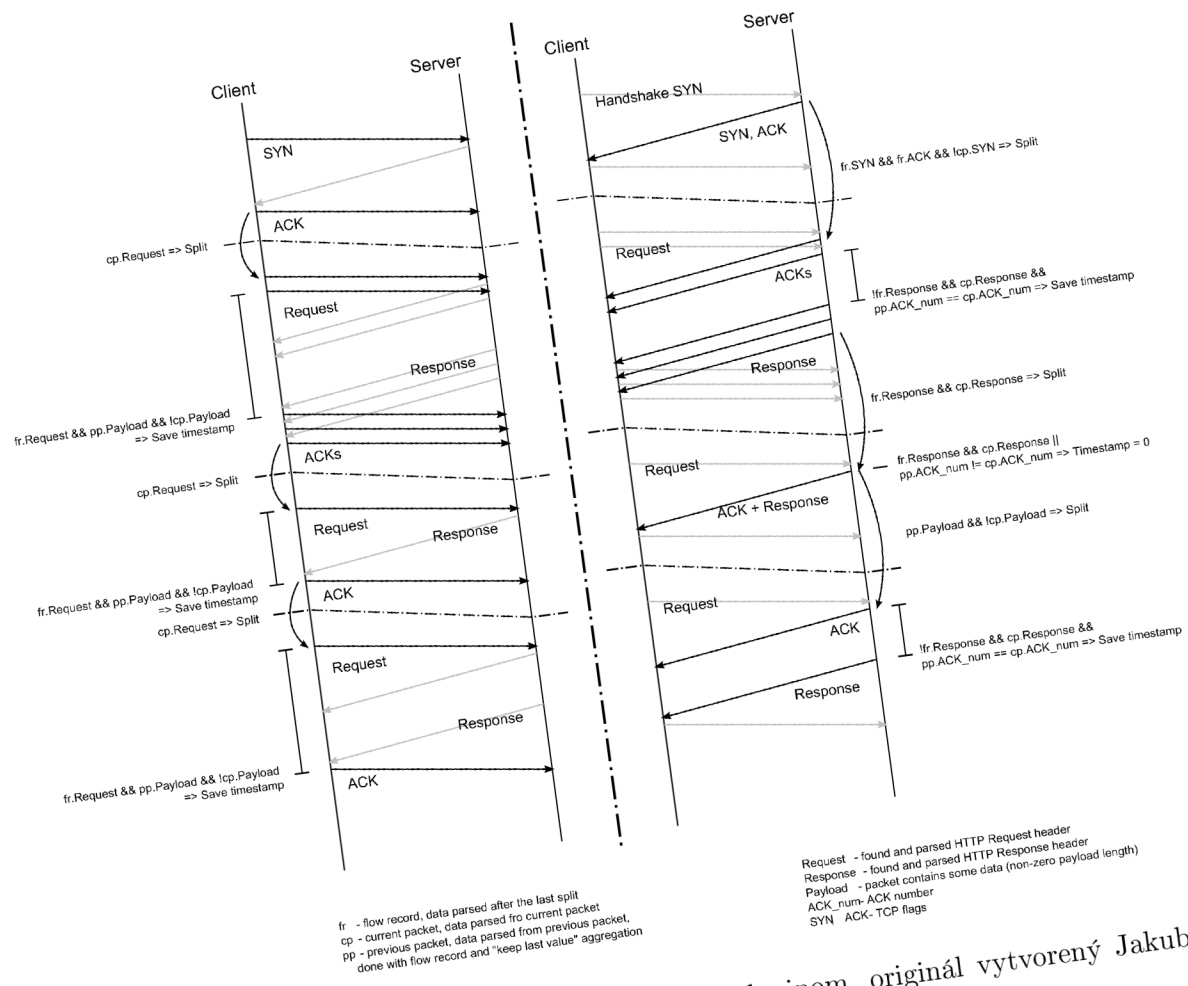 Client
Server
SYN
ACK
cp.Request => Split
Request
Response
fr.Request && pp.Payload && !cp.Payload
=> Save timestamp
ACKs
cp.Request => Split
Request
Response
fr.Request && pp.Payload && !cp.Payload
=> Save timestamp
ACK
cp.Request => Split
Request
Response
fr.Request && pp.Payload && !cp.Payload
=> Save timestamp
ACK
Client
Server
Handshake SYN
SYN, ACK
fr.SYN && fr.ACK && !cp.SYN => Split
Request
ACKs
!fr.Response && cp.Response &&
pp.ACK_num == cp.ACK_num => Save timestamp
Response
fr.Response && cp.Response => Split
Request
fr.Response && cp.Response ||
pp.ACK_num != cp.ACK_num => Timestamp = 0
ACK + Response
pp.Payload && !cp.Payload => Split
Request
ACK
!fr.Response && cp.Response &&
pp.ACK_num == cp.ACK_num => Save timestamp
Response
fr - flow record, data parsed after the last split
cp - current packet, data parsed fro current packet
pp - previous packet, data parsed from previous packet,
done with flow record and "keep last value" aggregation
Request - found and parsed HTTP Request header
Response - found and parsed HTTP Response header
Payload - packet contains some data (non-zero payload length)
ACK_num- ACK number
SYN ACK- TCP flags
originál vytvorený Jakub